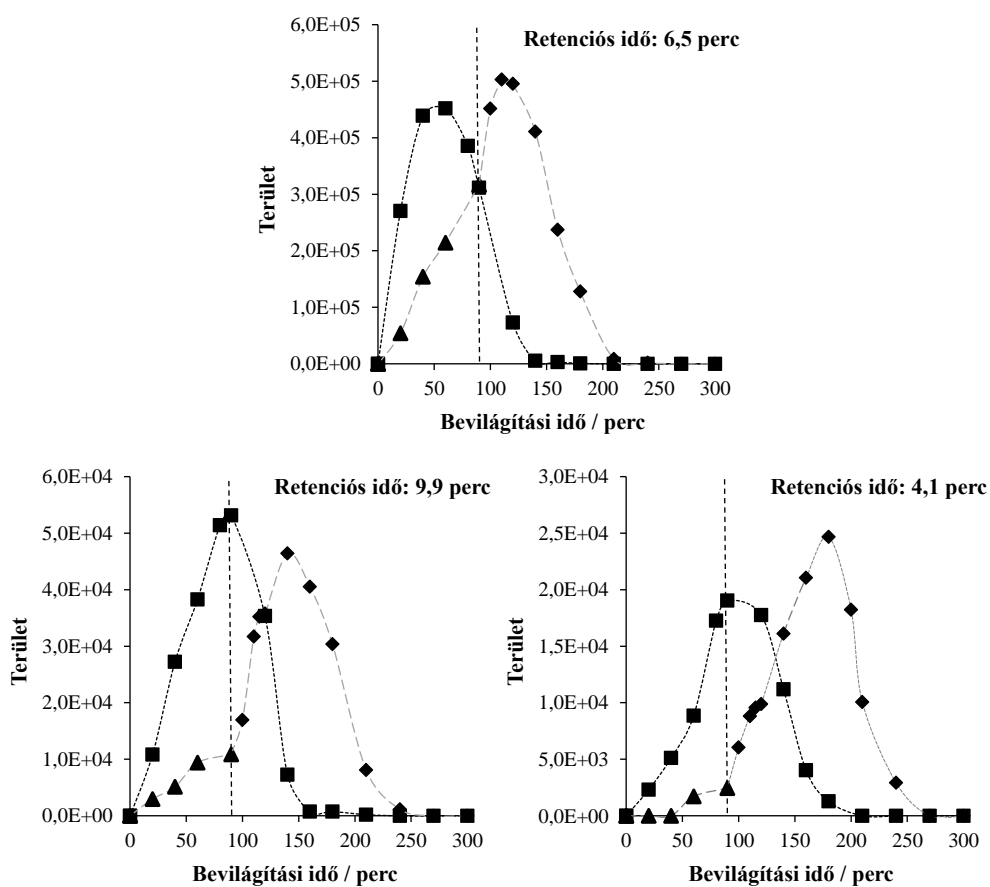 Retenciós idő: 6,5 perc
6,0E+05
5,0E+05
4,0E+05
3,0E+05
2,0E+05
1,0E+05
0,0E+00
Terület
0 50 100 150 200 250 300
Bevilágítási idő / perc
Retenciós idő: 9,9 perc
6,0E+04
5,0E+04
4,0E+04
3,0E+04
2,0E+04
1,0E+04
0,0E+00
Terület
0 50 100 150 200 250 300
Bevilágítási idő / perc
Retenciós idő: 4,1 perc
3,0E+04
2,5E+04
2,0E+04
1,5E+04
1,0E+04
5,0E+03
0,0E+00
Terület
0 50 100 150 200 250 300
Bevilágítási idő / perc